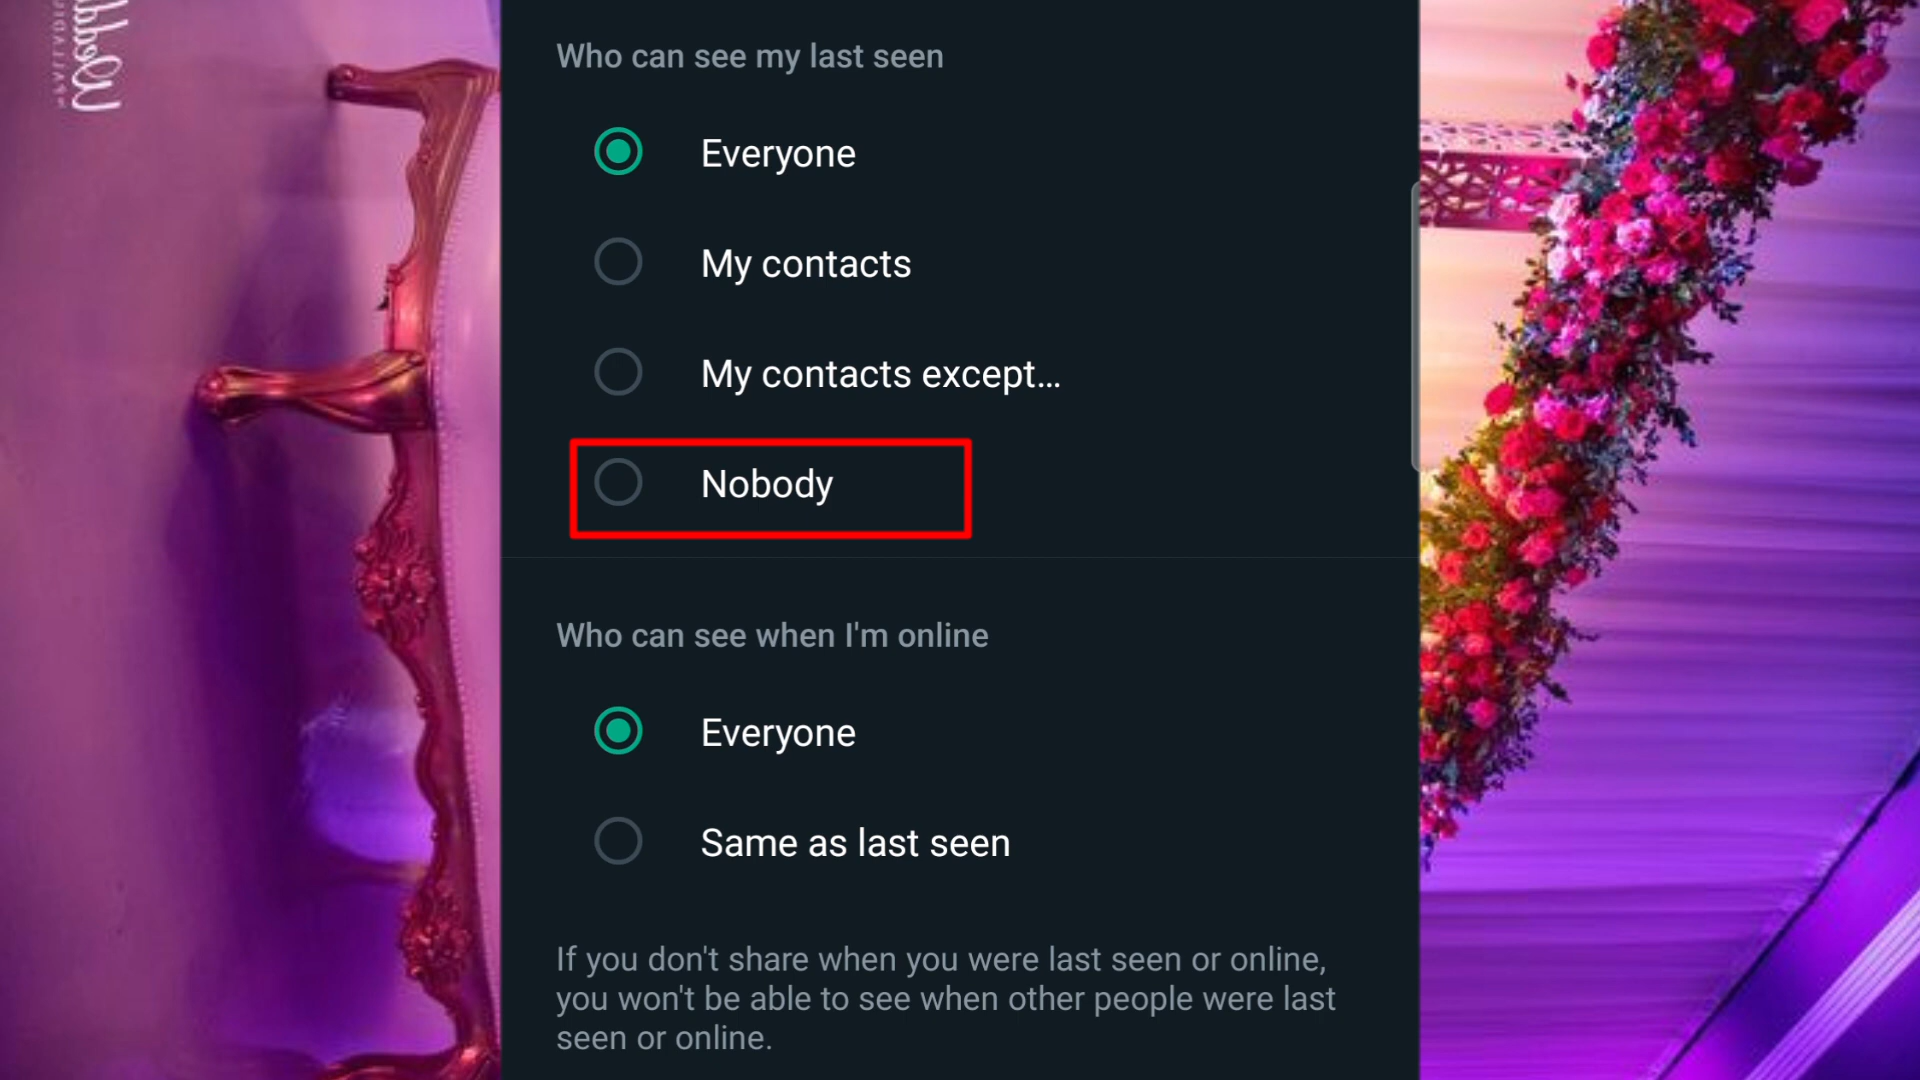 Who can see my last seen
Everyone
My contacts
My contacts except...
Nobody
Who can see when I'm online
Everyone
Same as last seen
If you don't share when you were last seen or online,
you won't be able to see when other people were last
seen or online.